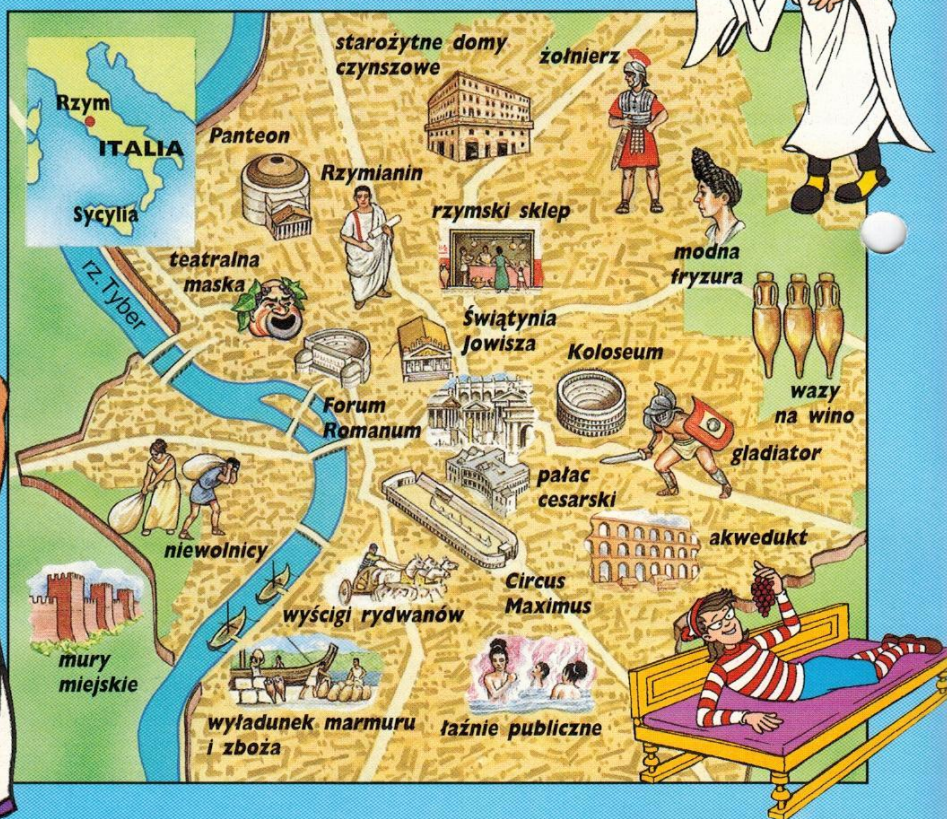 starożytne domy
czynszowe
żołnierz
Rzym
ITALIA
Sycylia
Panteon
Rzymianin
rzymski sklep
modna
fryzura
teatralna
maska
rz. Tyber
Świątynia
Jowisza
Koloseum
wazy
na wino
Forum
Romanum
gladiator
pałac
cesarski
akwedukt
niewolnicy
Circus
Maximus
wyścigi rydwanów
mury
miejskie
wyładunek marmuru
i zboża
łaźnie publiczne